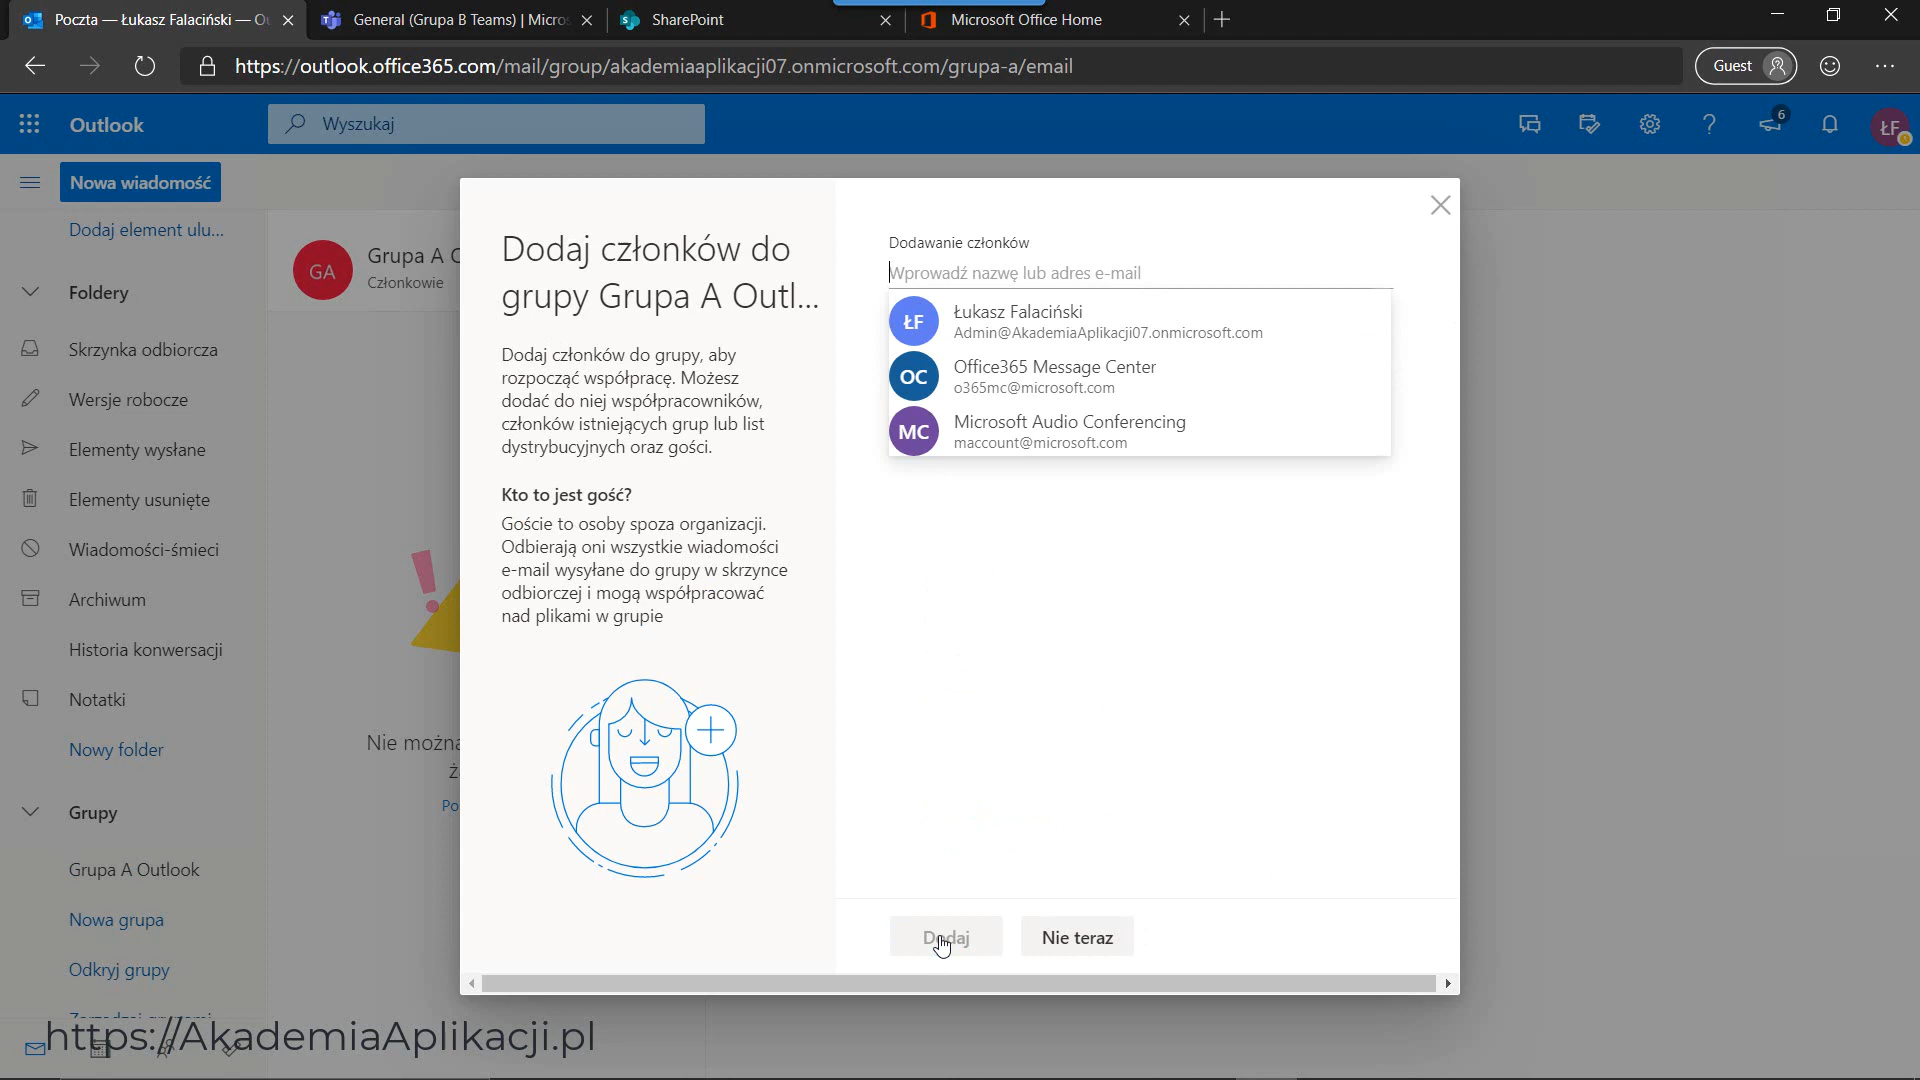 Poczta — Łukasz Falaciński — Ou
General (Grupa B Teams) | Micros
SharePoint
Microsoft Office Home
https://outlook.office365.com/mail/group/akademiaaplikacji07.onmicrosoft.com/grupa-a/email
Guest
Outlook
Wyszukaj
6
ŁF
Nowa wiadomość
Dodaj element ulu...
Foldery
Skrzynka odbiorcza
Wersje robocze
Elementy wysłane
Elementy usunięte
Wiadomości-śmieci
Archiwum
Historia konwersacji
Notatki
Nowy folder
Grupy
Grupa A Outlook
Nowa grupa
Odkryj grupy
GA
Grupa A O
Członkowie
Nie można
Po
Dodaj członków do
grupy Grupa A Outl...
Dodaj członków do grupy, aby
rozpocząć współpracę. Możesz
dodać do niej współpracowników,
członków istniejących grup lub list
dystrybucyjnych oraz gości.
Kto to jest gość?
Goście to osoby spoza organizacji.
Odbierają oni wszystkie wiadomości
e-mail wysyłane do grupy w skrzynce
odbiorczej i mogą współpracować
nad plikami w grupie
Dodawanie członków
Wprowadź nazwę lub adres e-mail
ŁF
Łukasz Falaciński
Admin@AkademiaAplikacji07.onmicrosoft.com
OC
Office365 Message Center
o365mc@microsoft.com
MC
Microsoft Audio Conferencing
maccount@microsoft.com
Dodaj
Nie teraz
https://AkademiaAplikacji.pl